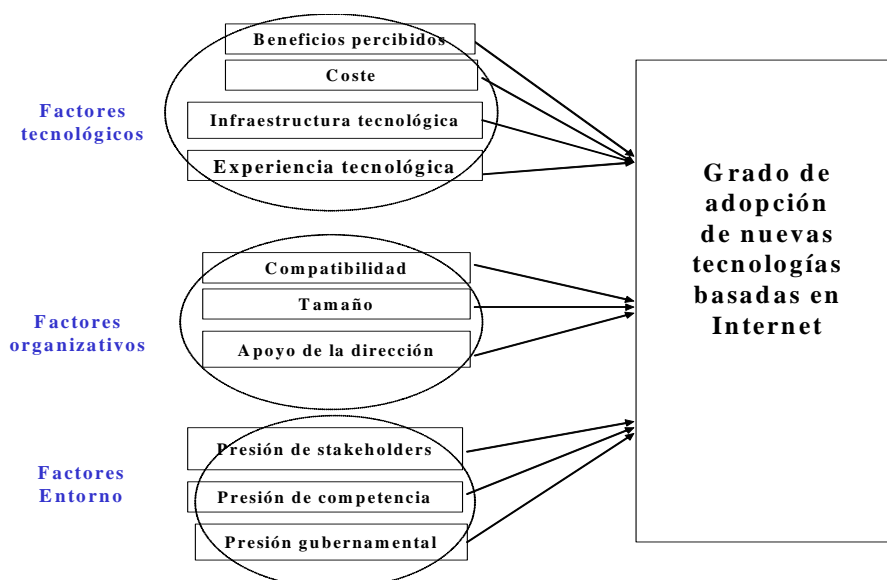 Factores
tecnológicos
Beneficios percibidos
Coste
Infraestructura tecnológica
Experiencia tecnológica
Factores
organizativos
Compatibilidad
Tamaño
Apoyo de la dirección
Factores
Entorno
Presión de stakeholders
Presión de competencia
Presión gubernamental
Grado de
adopción
de nuevas
tecnologías
basadas en
Internet